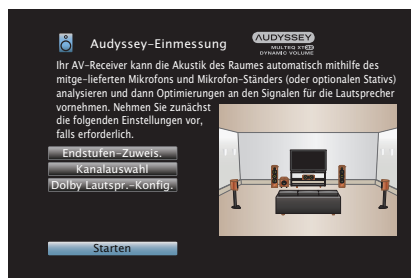 Audyssey-Einmessung
AUDYSSEY
MULTEQ XT32
DYNAMIC VOLUME
Ihr AV-Receiver kann die Akustik des Raumes automatisch mithilfe des
mitge-lieferten Mikrofons und Mikrofon-Ständers (oder optionalen Stativs)
analysieren und dann Optimierungen an den Signalen für die Lautsprecher
vornehmen. Nehmen Sie zunächst
die folgenden Einstellungen vor,
falls erforderlich.
Endstufen-Zuweis.
Kanalauswahl
Dolby Lautspr.-Konfig.
Starten